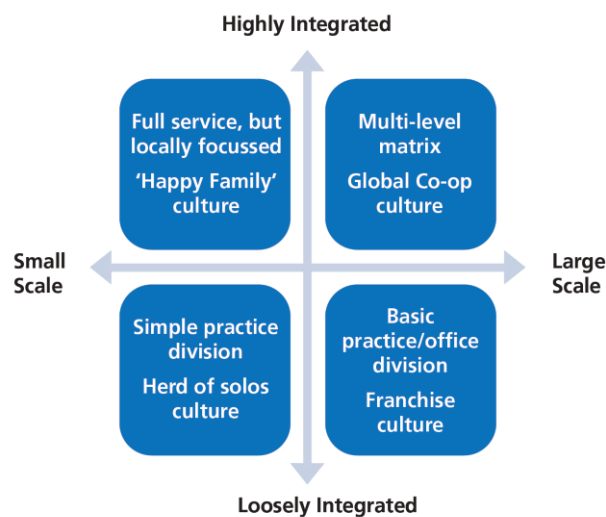 Highly Integrated
Full service, but
locally focussed
‘Happy Family’
culture
Multi-level
matrix
Global Co-op
culture
Small
Scale
Large
Scale
Simple practice
division
Herd of solos
culture
Basic
practice/office
division
Franchise
culture
Loosely Integrated